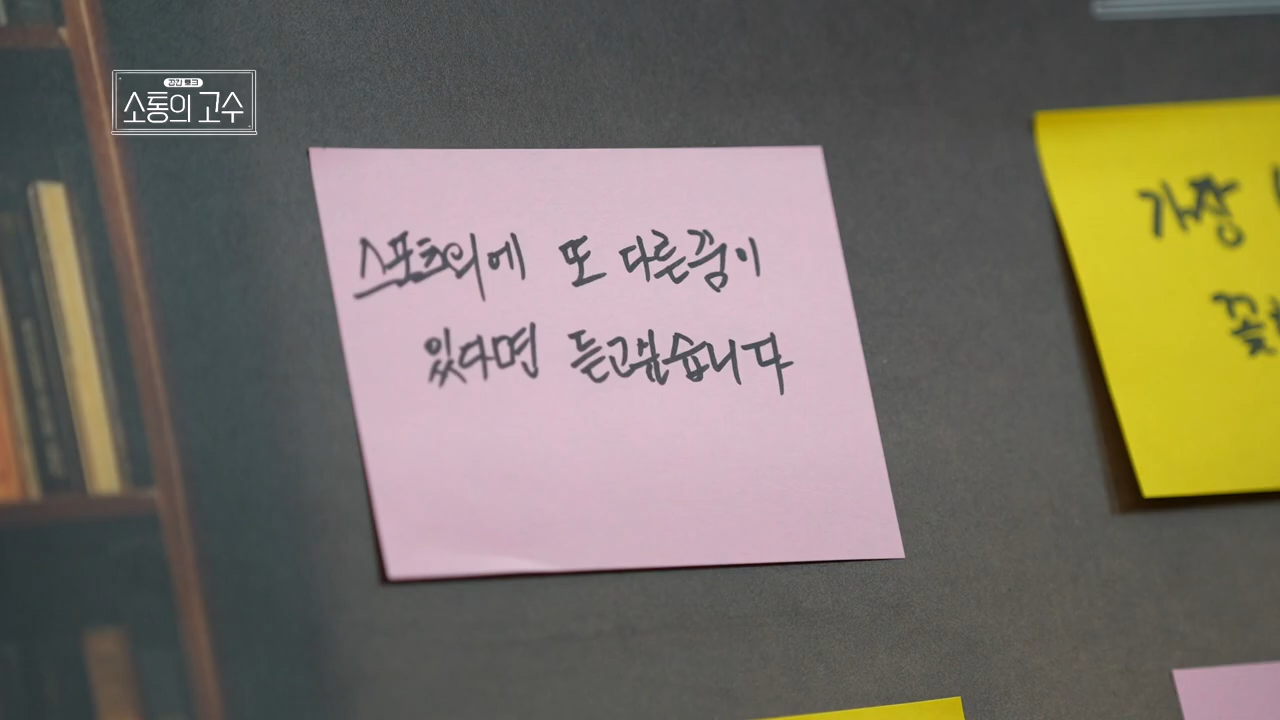 소통의 고수
스포츠외에 또 다른꿈이
있다면 듣고싶습니다
가장